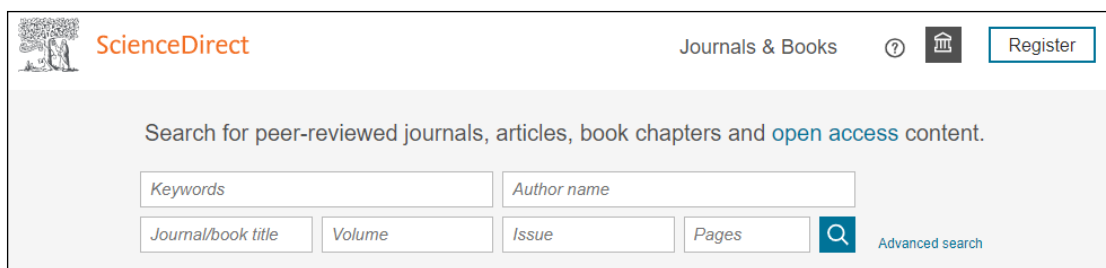 ScienceDirect
Journals & Books
?
Register
Search for peer-reviewed journals, articles, book chapters and open access content.
Keywords
Author name
Journal/book title
Volume
Issue
Pages
Advanced search